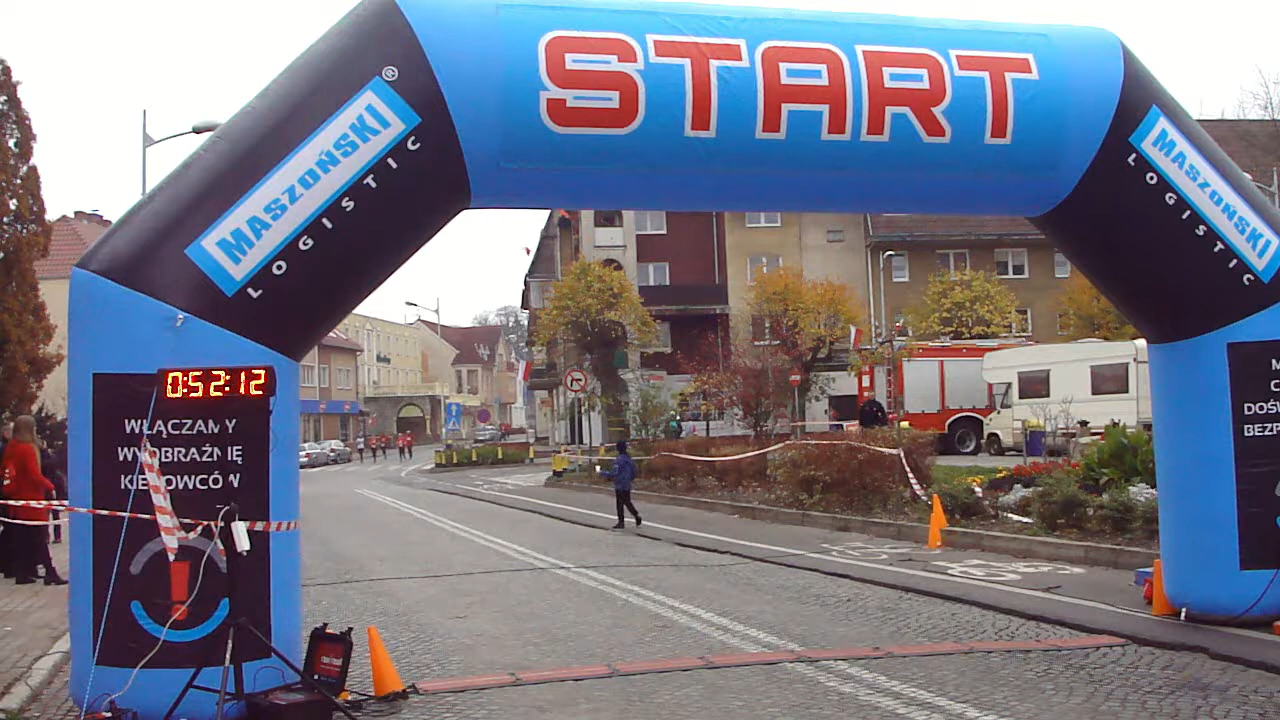 START
MASZOŃSKI ®
LOGISTIC
MASZOŃSKI
LOGISTIC
0:52:12
WŁĄCZAMY
WYOBRAŹNIĘ
KIEROWCÓW